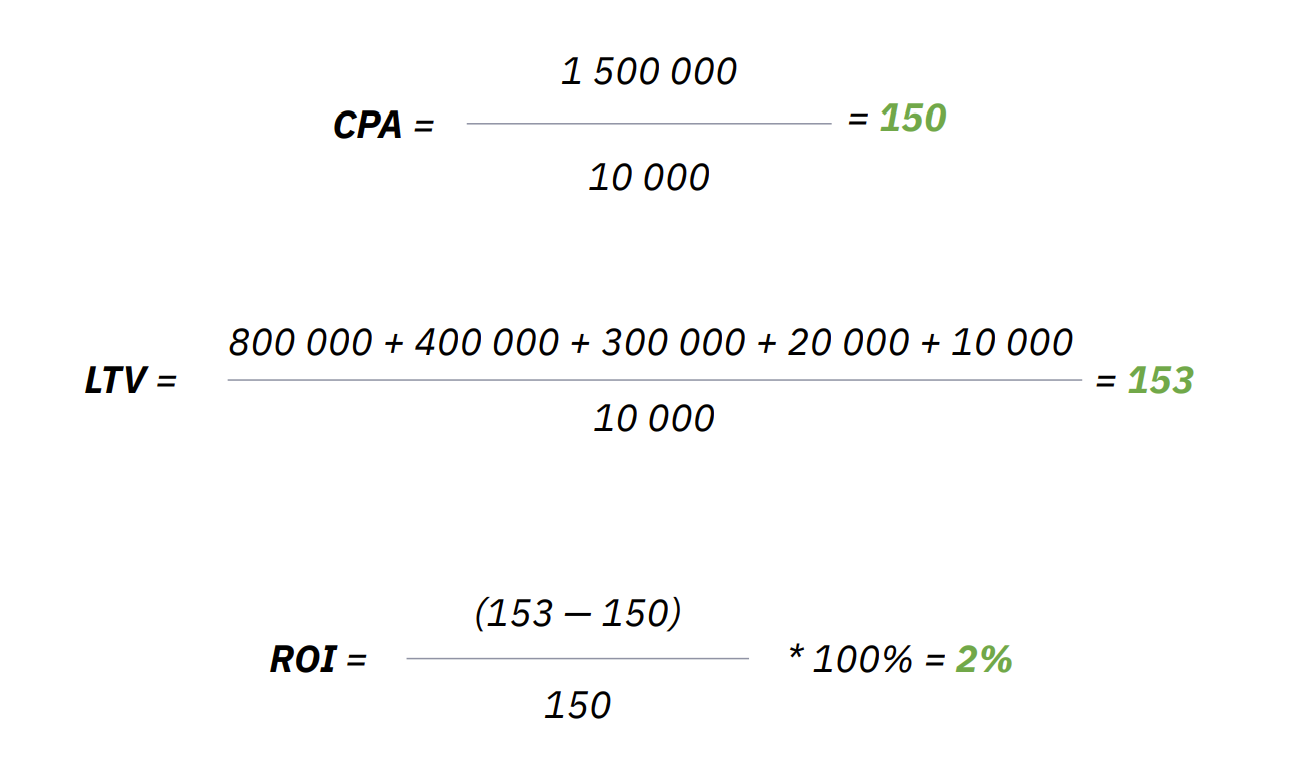 1 500 000
CPA = = 150
10 000
800 000 + 400 000 + 300 000 + 20 000 + 10 000
LTV = = 153
10 000
(153 — 150)
ROI = * 100% = 2%
150